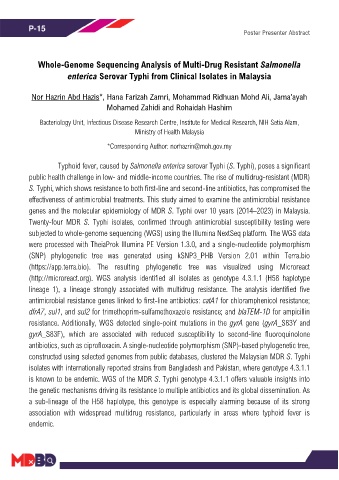 P-15
Poster Presenter Abstract
Whole-Genome Sequencing Analysis of Multi-Drug Resistant Salmonella
enterica Serovar Typhi from Clinical Isolates in Malaysia
Nor Hazrin Abd Hazis*, Hana Farizah Zamri, Mohammad Ridhuan Mohd Ali, Jama'ayah
Mohamed Zahidi and Rohaidah Hashim
Bacteriology Unit, Infectious Disease Research Centre, Institute for Medical Research, NIH Setia Alam,
Ministry of Health Malaysia
*Corresponding Author: norhazrin@moh.gov.my
Typhoid fever, caused by Salmonella enterica serovar Typhi (S. Typhi), poses a significant
public health challenge in low- and middle-income countries. The rise of multidrug-resistant (MDR)
S. Typhi, which shows resistance to both first-line and second-line antibiotics, has compromised the
effectiveness of antimicrobial treatments. This study aimed to examine the antimicrobial resistance
genes and the molecular epidemiology of MDR S. Typhi over 10 years (2014–2023) in Malaysia.
Twenty-four MDR S. Typhi isolates, confirmed through antimicrobial susceptibility testing were
subjected to whole-genome sequencing (WGS) using the Illumina NextSeq platform. The WGS data
were processed with TheiaProk Illumina PE Version 1.3.0, and a single-nucleotide polymorphism
(SNP) phylogenetic tree was generated using kSNP3_PHB Version 2.01 within Terra.bio
(https://app.terra.bio). The resulting phylogenetic tree was visualized using Microreact
(http://microreact.org). WGS analysis identified all isolates as genotype 4.3.1.1 (H58 haplotype
lineage 1), a lineage strongly associated with multidrug resistance. The analysis identified five
antimicrobial resistance genes linked to first-line antibiotics: catA1 for chloramphenicol resistance;
dfrA7, sul1, and sul2 for trimethoprim-sulfamethoxazole resistance; and blaTEM-1D for ampicillin
resistance. Additionally, WGS detected single-point mutations in the gyrA gene (gyrA_S83Y and
gyrA_S83F), which are associated with reduced susceptibility to second-line fluoroquinolone
antibiotics, such as ciprofloxacin. A single-nucleotide polymorphism (SNP)-based phylogenetic tree,
constructed using selected genomes from public databases, clustered the Malaysian MDR S. Typhi
isolates with internationally reported strains from Bangladesh and Pakistan, where genotype 4.3.1.1
is known to be endemic. WGS of the MDR S. Typhi genotype 4.3.1.1 offers valuable insights into
the genetic mechanisms driving its resistance to multiple antibiotics and its global dissemination. As
a sub-lineage of the H58 haplotype, this genotype is especially alarming because of its strong
association with widespread multidrug resistance, particularly in areas where typhoid fever is
endemic.